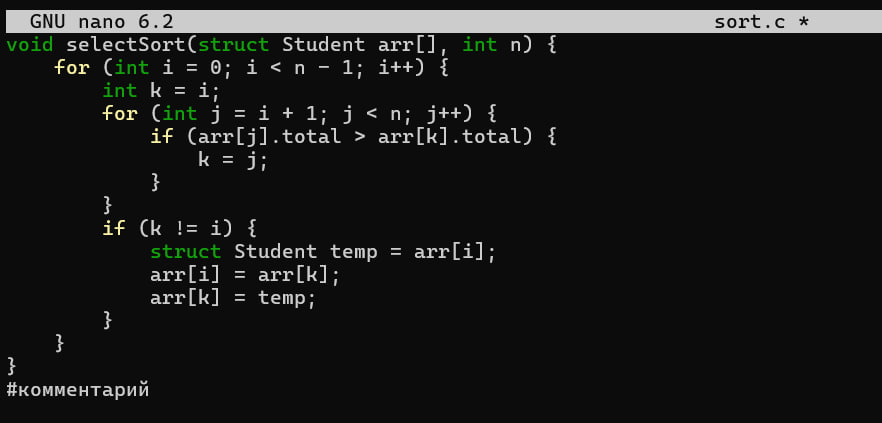 GNU nano 6.2 sort.c *
void selectSort(struct Student arr[], int n) {
    for (int i = 0; i < n - 1; i++) {
        int k = i;
        for (int j = i + 1; j < n; j++) {
            if (arr[j].total > arr[k].total) {
                k = j;
            }
        }
        if (k != i) {
            struct Student temp = arr[i];
            arr[i] = arr[k];
            arr[k] = temp;
        }
    }
}
#комментарий